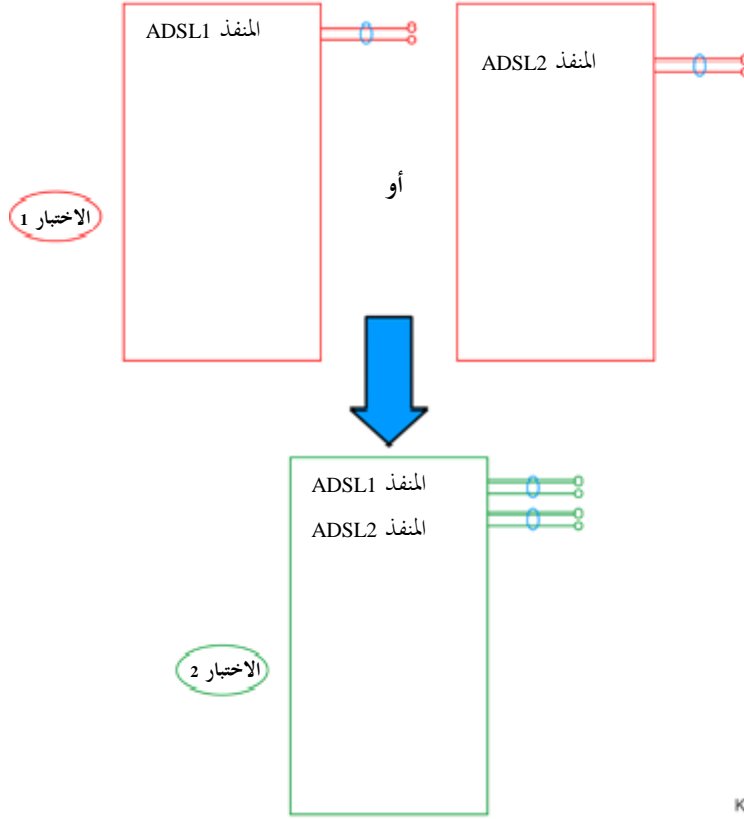 المنفذ ADSL1
المنفذ ADSL2
أو
الاختبار 1
المنفذ ADSL1
المنفذ ADSL2
الاختبار 2
K